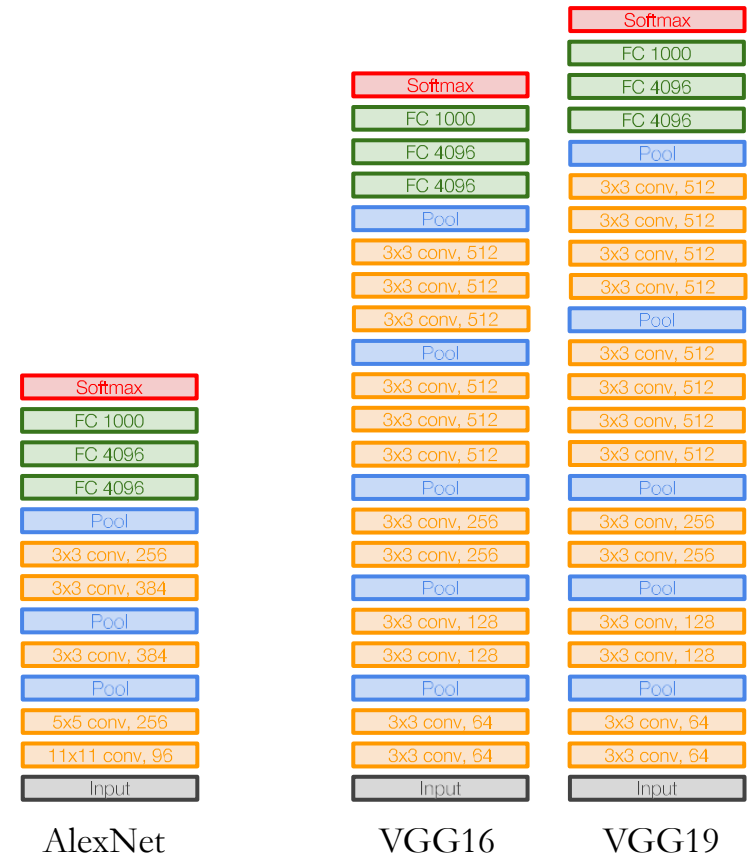 Softmax
FC 1000
FC 4096
FC 4096
Pool
3x3 conv, 256
3x3 conv, 384
Pool
3x3 conv, 384
Pool
5x5 conv, 256
11x11 conv, 96
Input
AlexNet
Softmax
FC 1000
FC 4096
FC 4096
Pool
3x3 conv, 512
3x3 conv, 512
3x3 conv, 512
Pool
3x3 conv, 512
3x3 conv, 512
3x3 conv, 512
Pool
3x3 conv, 256
3x3 conv, 256
Pool
3x3 conv, 128
3x3 conv, 128
Pool
3x3 conv, 64
3x3 conv, 64
Input
VGG16
Softmax
FC 1000
FC 4096
FC 4096
Pool
3x3 conv, 512
3x3 conv, 512
3x3 conv, 512
3x3 conv, 512
Pool
3x3 conv, 512
3x3 conv, 512
3x3 conv, 512
3x3 conv, 512
Pool
3x3 conv, 256
3x3 conv, 256
Pool
3x3 conv, 128
3x3 conv, 128
Pool
3x3 conv, 64
3x3 conv, 64
Input
VGG19